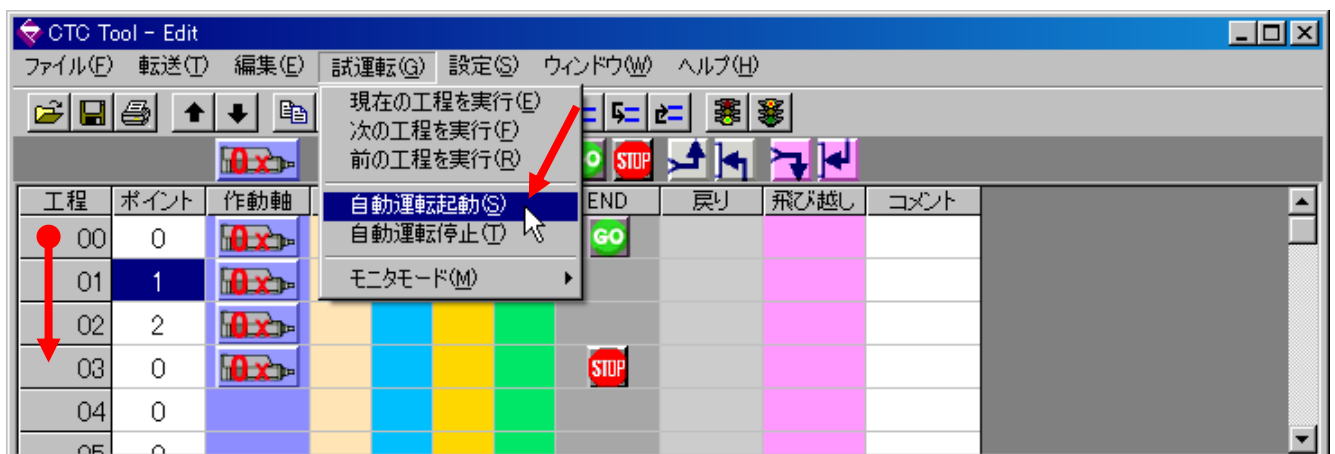 CTC Tool - Edit
ファイル(F) 転送(T) 編集(E) 試運転(G) 設定(S) ウィンドウ(W) ヘルプ(H)
現在の工程を実行(E)
次の工程を実行(F)
前の工程を実行(R)
自動運転起動(S)
自動運転停止(T)
モニタモード(M)
0x STOP
工程 ポイント 作動軸 END 戻り 飛び越し コメント
00 0 0x GO
01 1 0x
02 2 0x
03 0 0x STOP
04 0